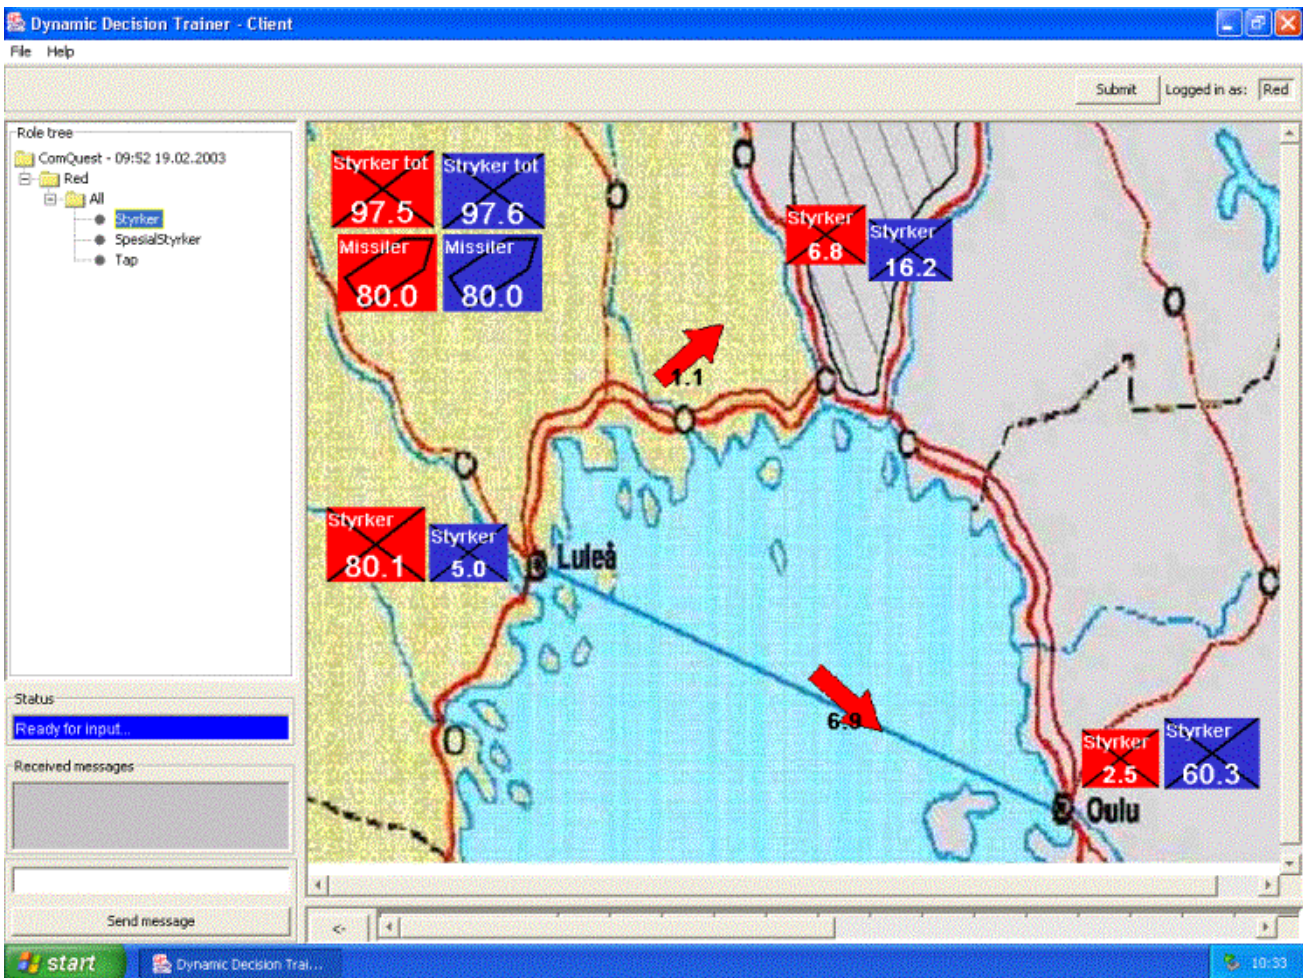 Dynamic Decision Trainer - Client
File Help
Submit Logged in as: Red
Role tree
ComQuest - 09:52 19.02.2003
Red
All
Styrker
SpesialStyrker
Tap
Styrker tot
97.5
Stryker tot
97.6
Missiler
80.0
Missiler
80.0
Styrker
6.8
Styrker
16.2
1.1
Styrker
80.1
Styrker
5.0
Luleå
6.9
Styrker
2.5
Styrker
60.3
Oulu
Status
Ready for input...
Received messages
Send message
<-
start
Dynamic Decision Trai...
10:33